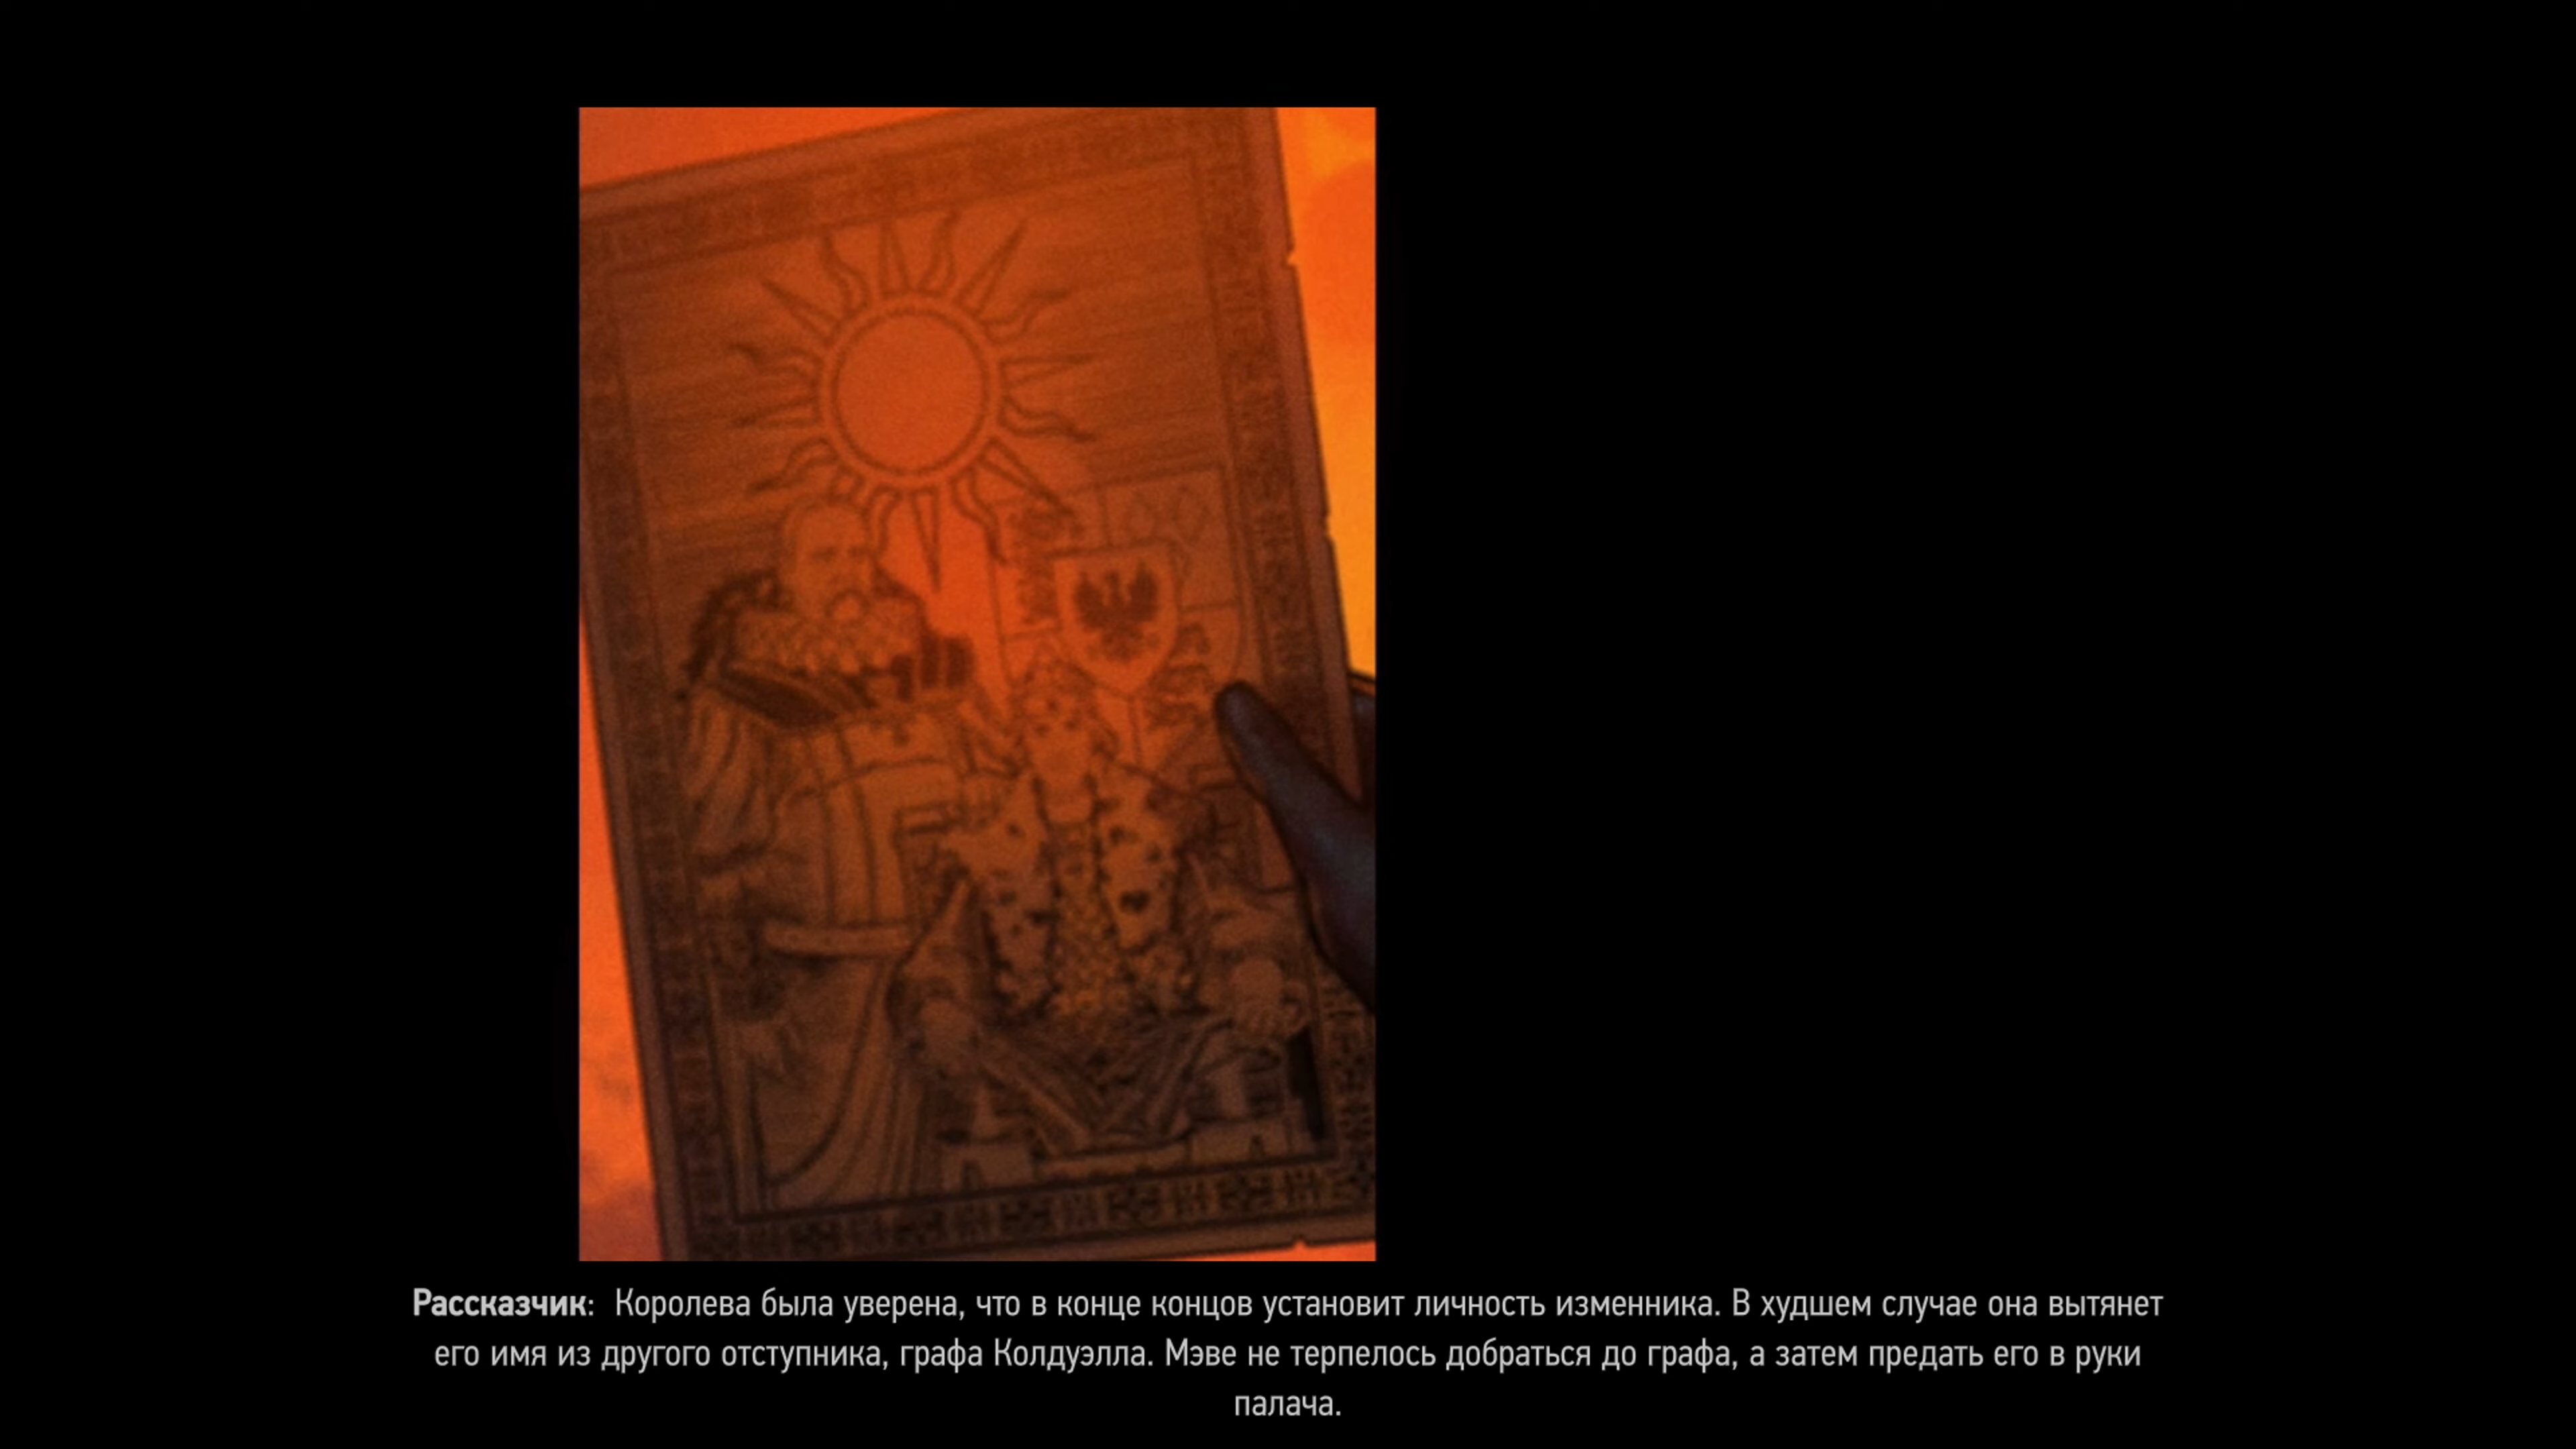 Рассказчик: Королева была уверена, что в конце концов установит личность изменника. В худшем случае она вытянет
его имя из другого отступника, графа Колдуэлла. Мэве не терпелось добраться до графа, а затем предать его в руки
палача.